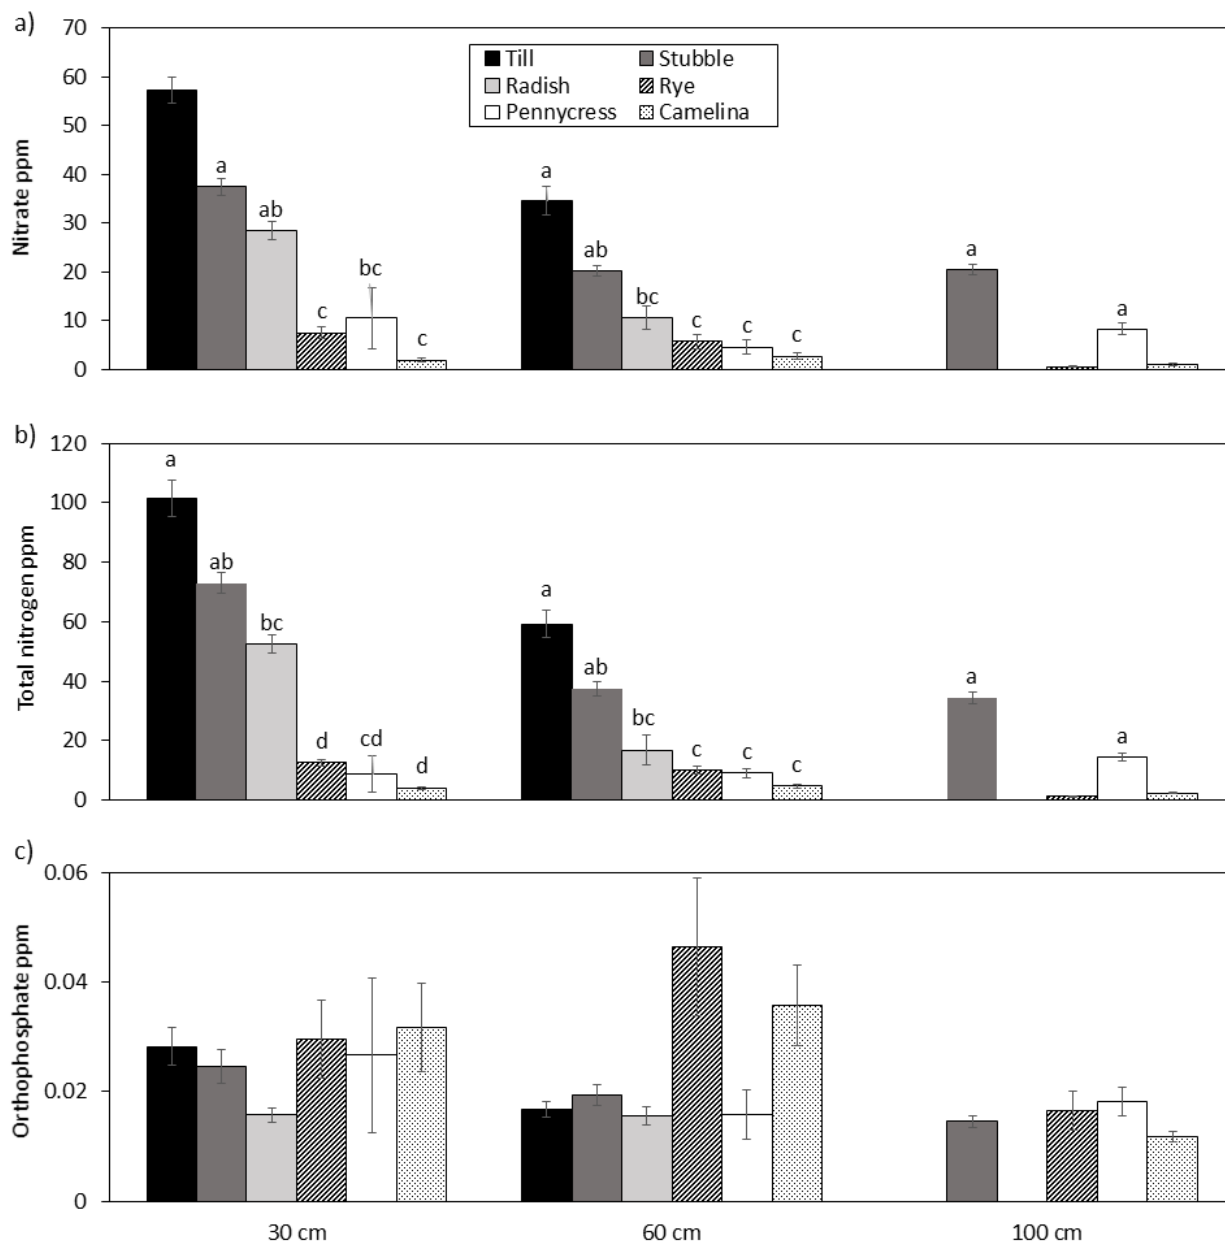 a)
Nitrate ppm
70
60
50
40
30
20
10
0
Till Stubble
Radish Rye
Pennycress Camelina
a
ab
c
bc
c
a
ab
bc
c
c
c
a
a
b)
Total nitrogen ppm
120
100
80
60
40
20
0
a
ab
bc
d
cd
d
a
ab
bc
c
c
c
a
a
c)
Orthophosphate ppm
0.06
0.04
0.02
0
30 cm 60 cm 100 cm